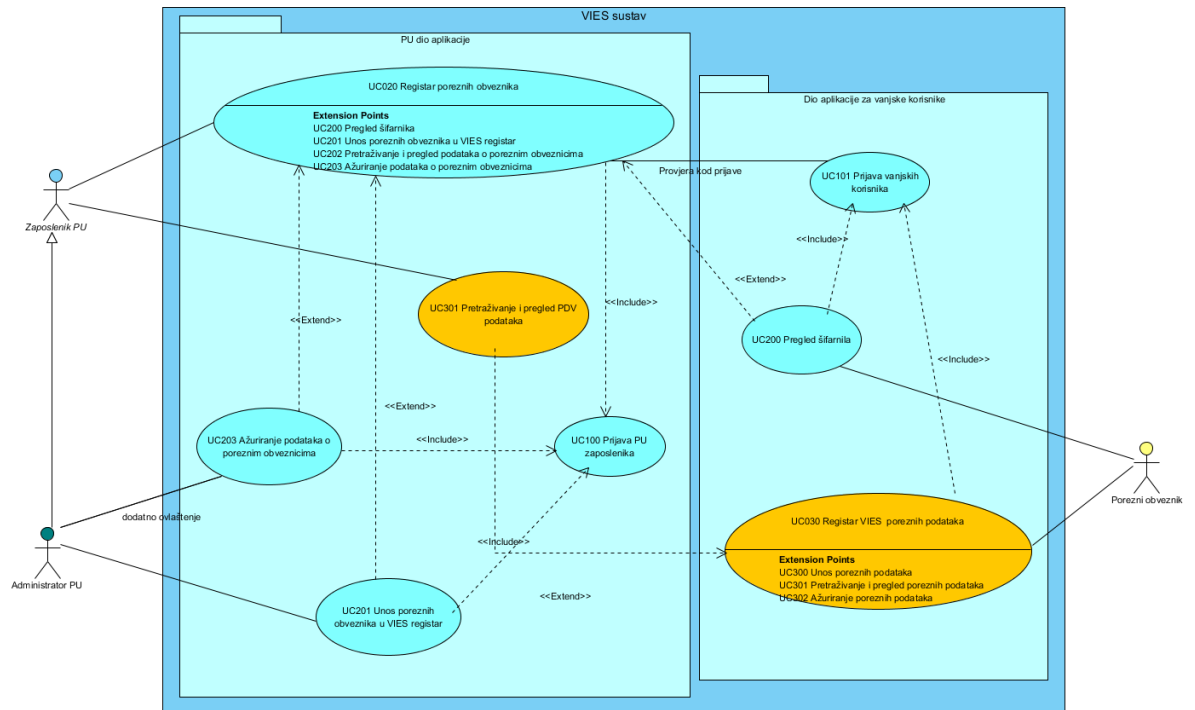 VIES sustav
PU dio aplikacije
UC020 Registar poreznih obveznika
Extension Points
UC200 Pregled šifarnika
UC201 Unos poreznih obveznika u VIES registar
UC202 Pretraživanje i pregled podataka o poreznim obveznicima
UC203 Ažuriranje podataka o poreznim obveznicima
Dio aplikacije za vanjske korisnike
Provjera kod prijave
UC101 Prijava vanjskih
korisnika
Zaposlenik PU
<<Include>>
<<Extend>>
UC301 Pretraživanje i pregled PDV
podataka
<<Include>>
<<Extend>>
UC200 Pregled šifarnila
<<Include>>
<<Extend>>
UC203 Ažuriranje podataka o
poreznim obveznicima
<<Include>>
UC100 Prijava PU
zaposlenika
Porezni obveznik
dodatno ovlaštenje
UC030 Registar VIES  poreznih podataka
<<Include>>
Extension Points
UC300 Unos poreznih podataka
UC301 Pretraživanje i pregled poreznih podataka
UC302 Ažuriranje poreznih podataka
Administrator PU
<<Extend>>
UC201 Unos poreznih
obveznika u VIES registar